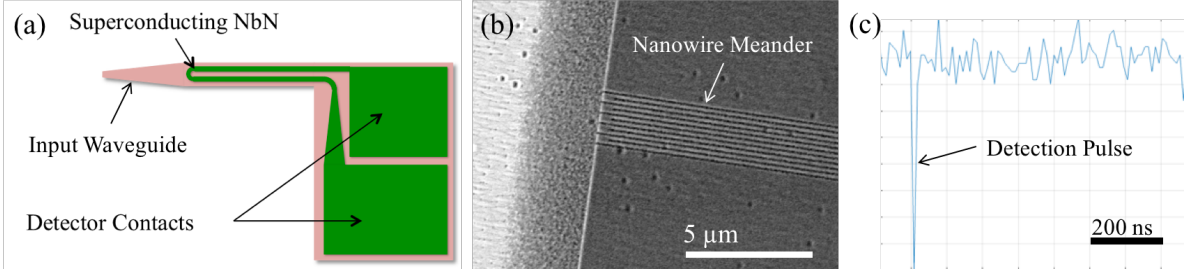 (a)
Superconducting NbN
Input Waveguide
Detector Contacts
(b)
Nanowire Meander
5 μm
(c)
Detection Pulse
200 ns